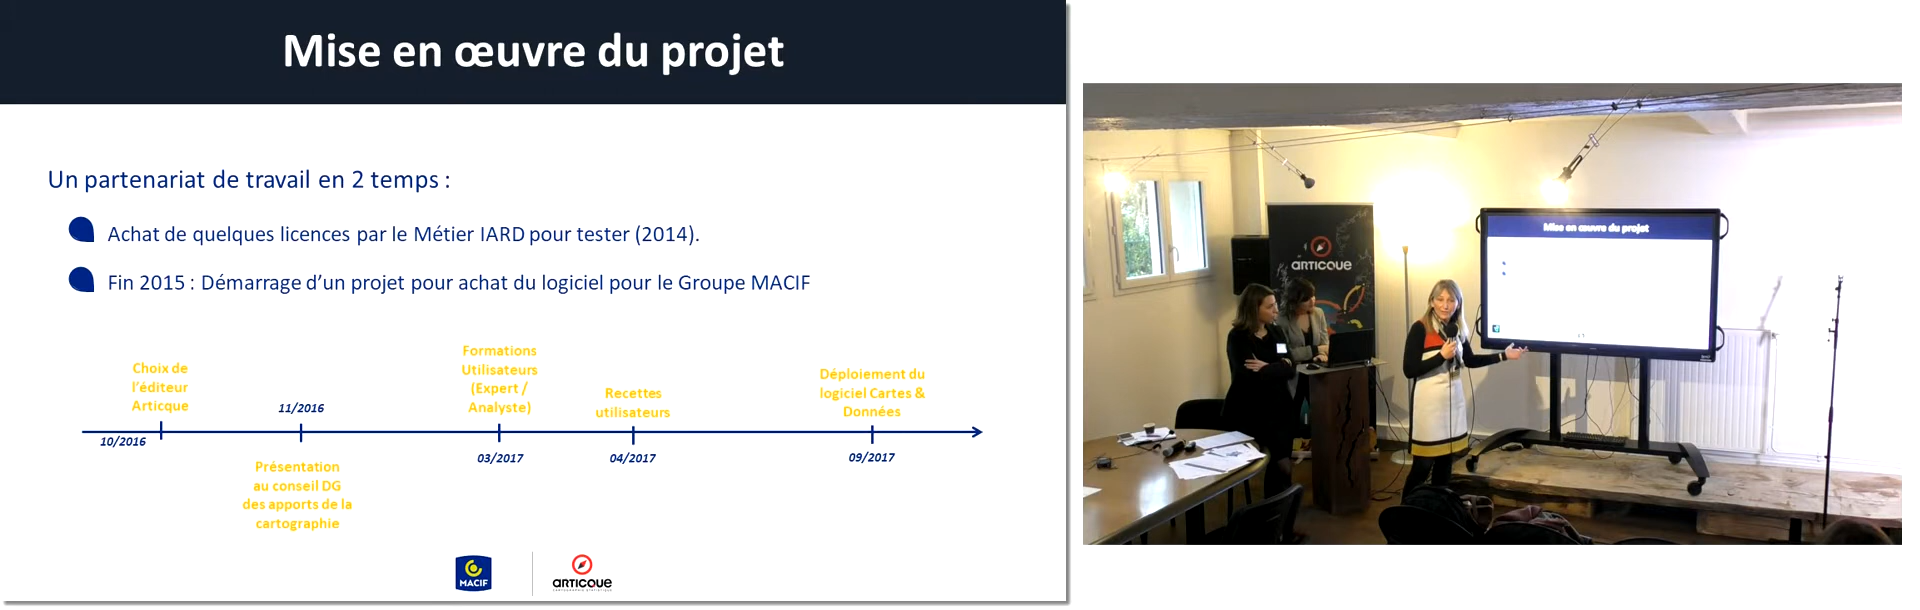 Mise en œuvre du projet
Un partenariat de travail en 2 temps :
Achat de quelques licences par le Métier IARD pour tester (2014).
Fin 2015 : Démarrage d'un projet pour achat du logiciel pour le Groupe MACIF
Choix de
l'éditeur
Articque
10/2016
11/2016
Présentation
au conseil DG
des apports de la
cartographie
Formations
Utilisateurs
(Expert /
Analyste)
03/2017
Recettes
utilisateurs
04/2017
Déploiement du
logiciel Cartes &
Données
09/2017
MACIF
ARTICQUE
CARTOGRAPHIE STATISTIQUE
ARTICQUE
Mise en œuvre du projet